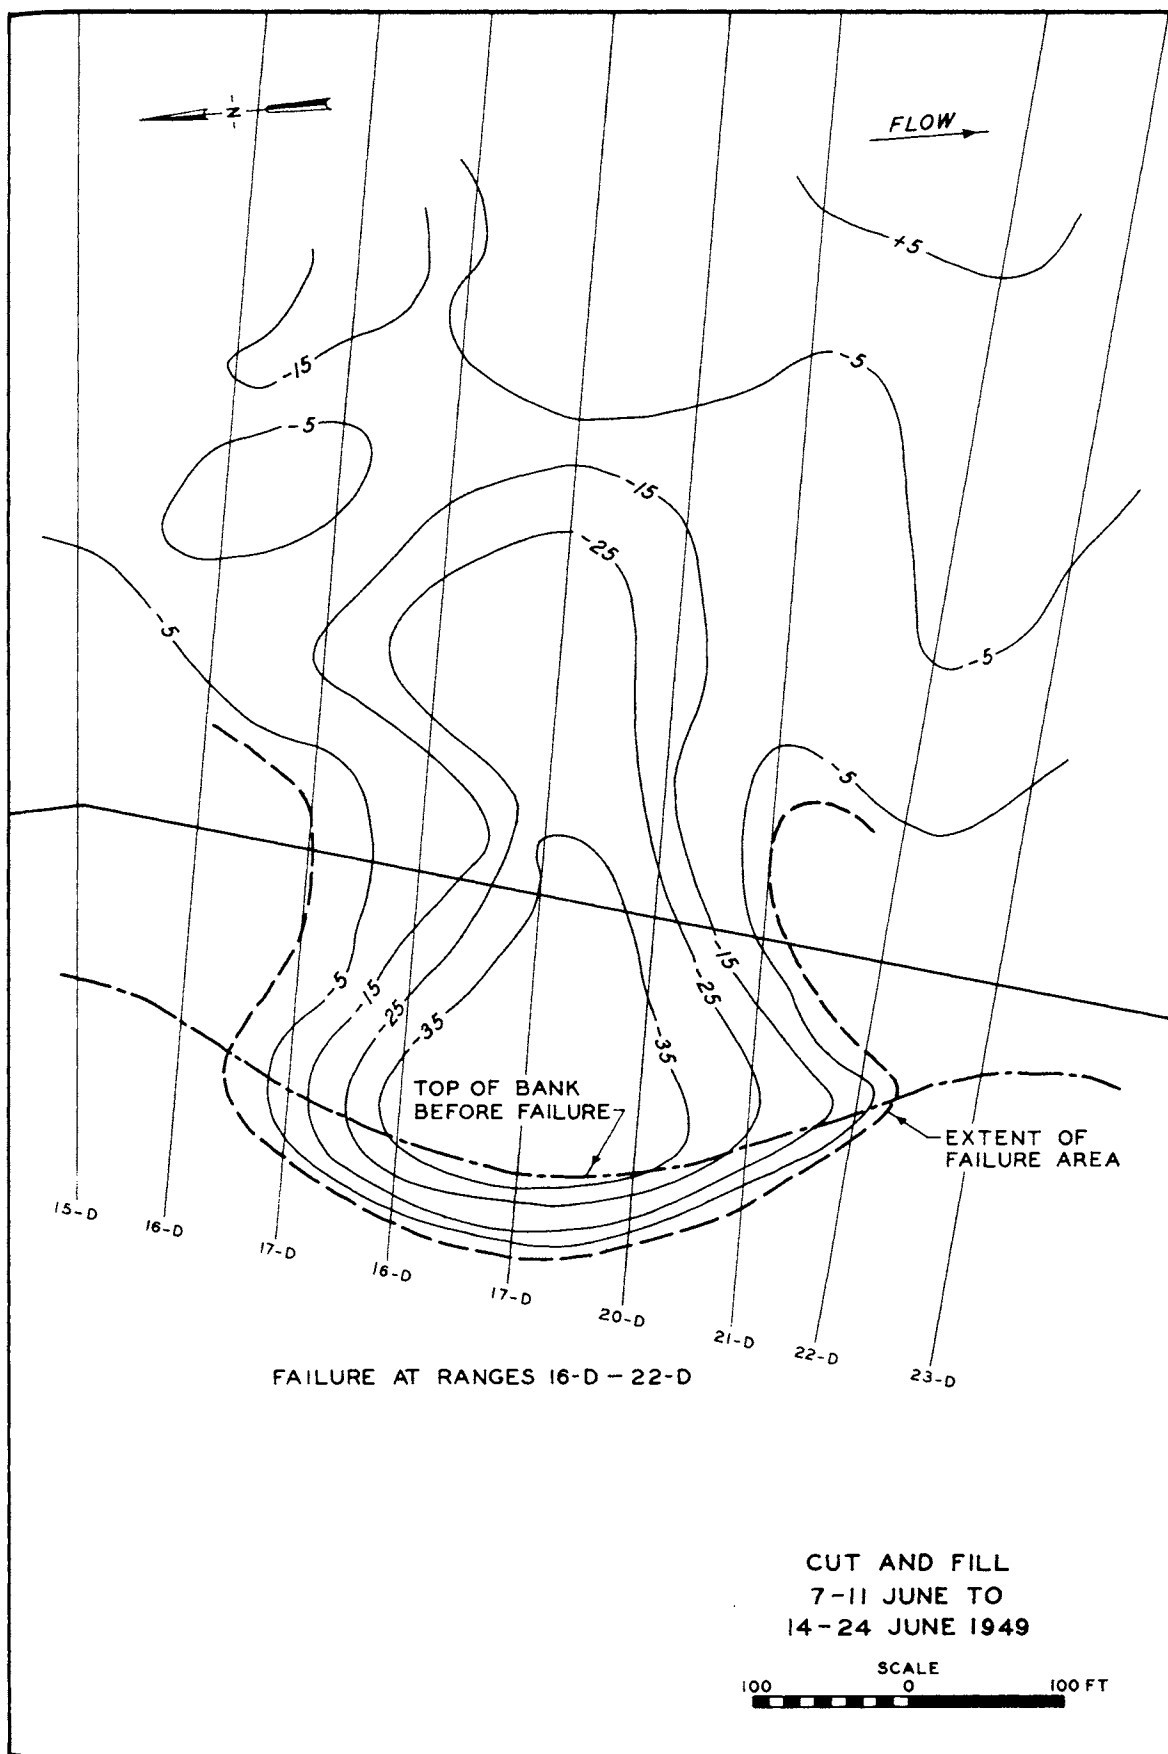 -N-
FLOW
+5
-15
-5
-5
-15
-25
-5
-5
-5
-5
-15
-25
-35
-15
-25
-35
TOP OF BANK
BEFORE FAILURE
EXTENT OF
FAILURE AREA
15-D
16-D
17-D
16-D
17-D
20-D
21-D
22-D
23-D
FAILURE AT RANGES 16-D - 22-D
CUT AND FILL
7-11 JUNE TO
14-24 JUNE 1949
SCALE
100 0 100 FT